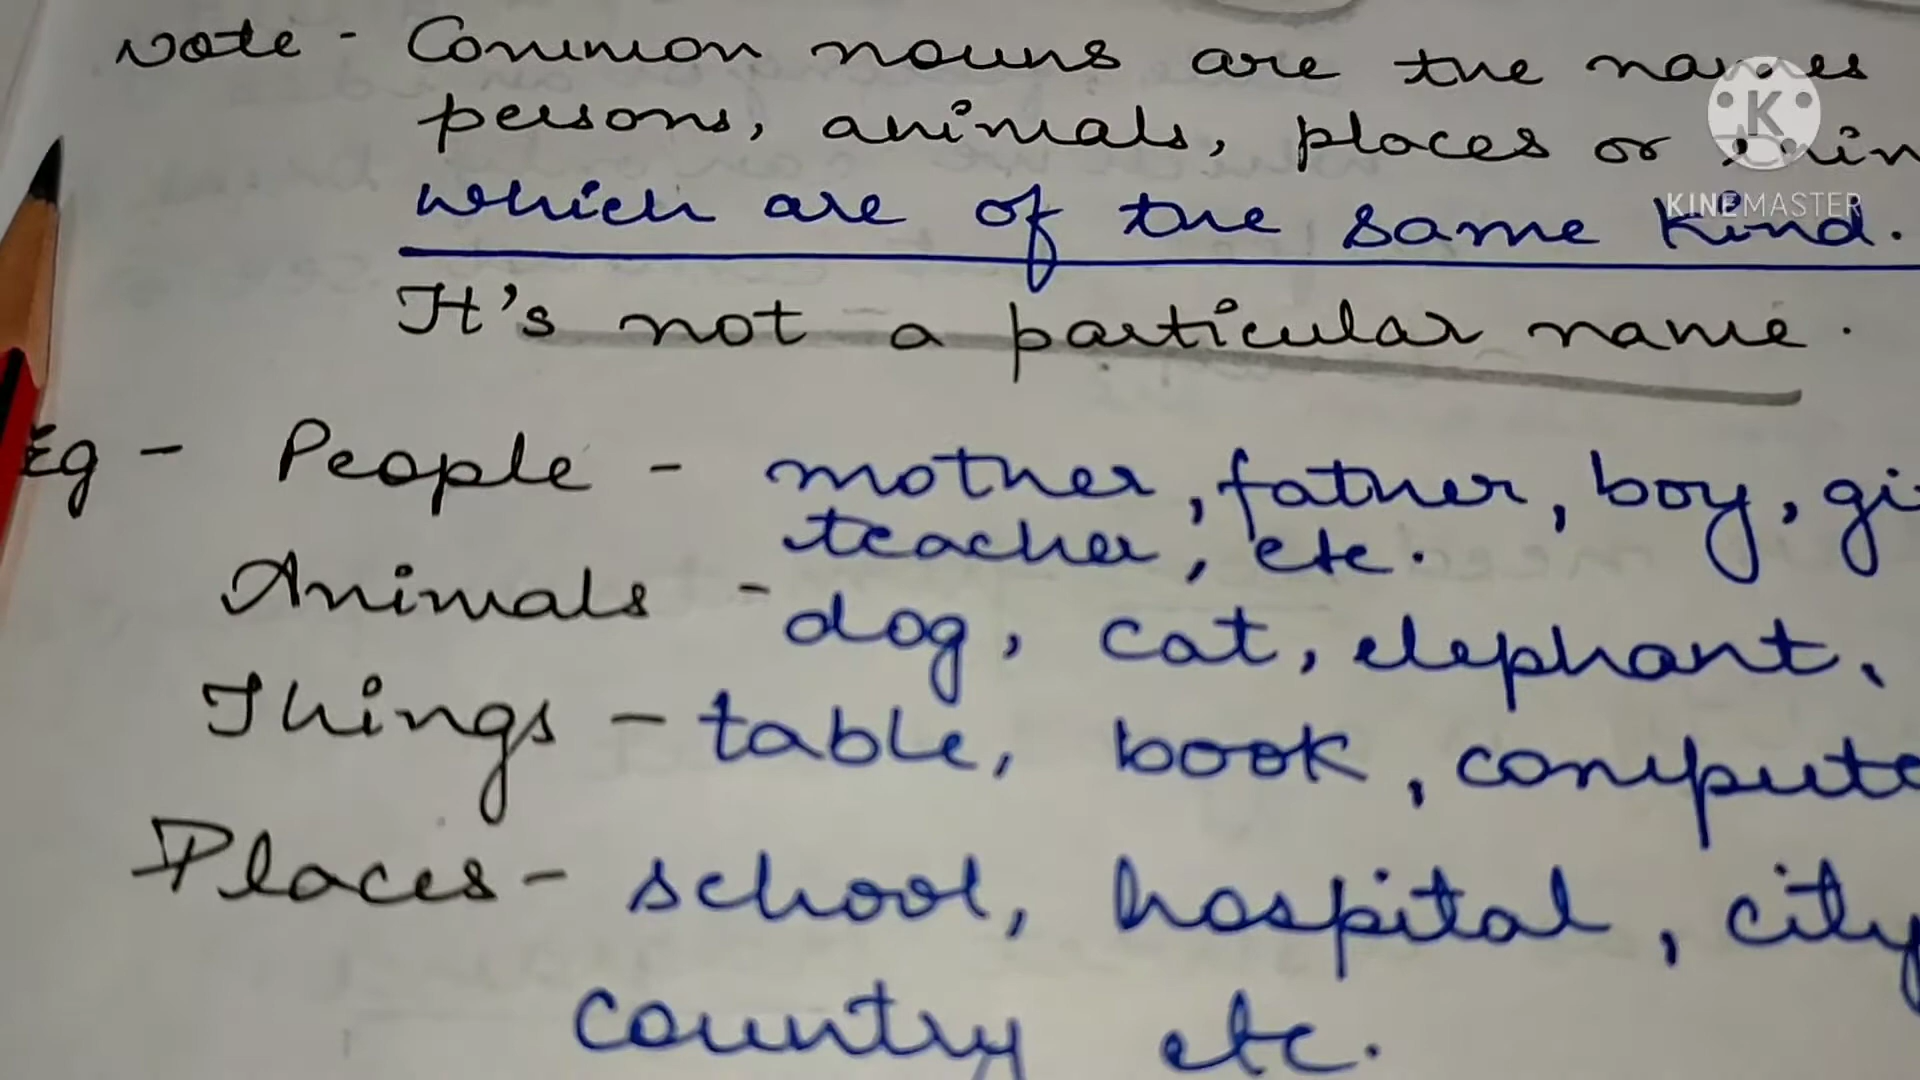 Note - Common nouns are the names
persons, animals, places or
which are of the same kind.
It's not a particular name.
Eg - People - mother, father, boy,
teacher, etc.
Animals - dog, cat, elephant,
Things - table, book,
Places - school, hospital, city
country etc.
K
KINEMASTER